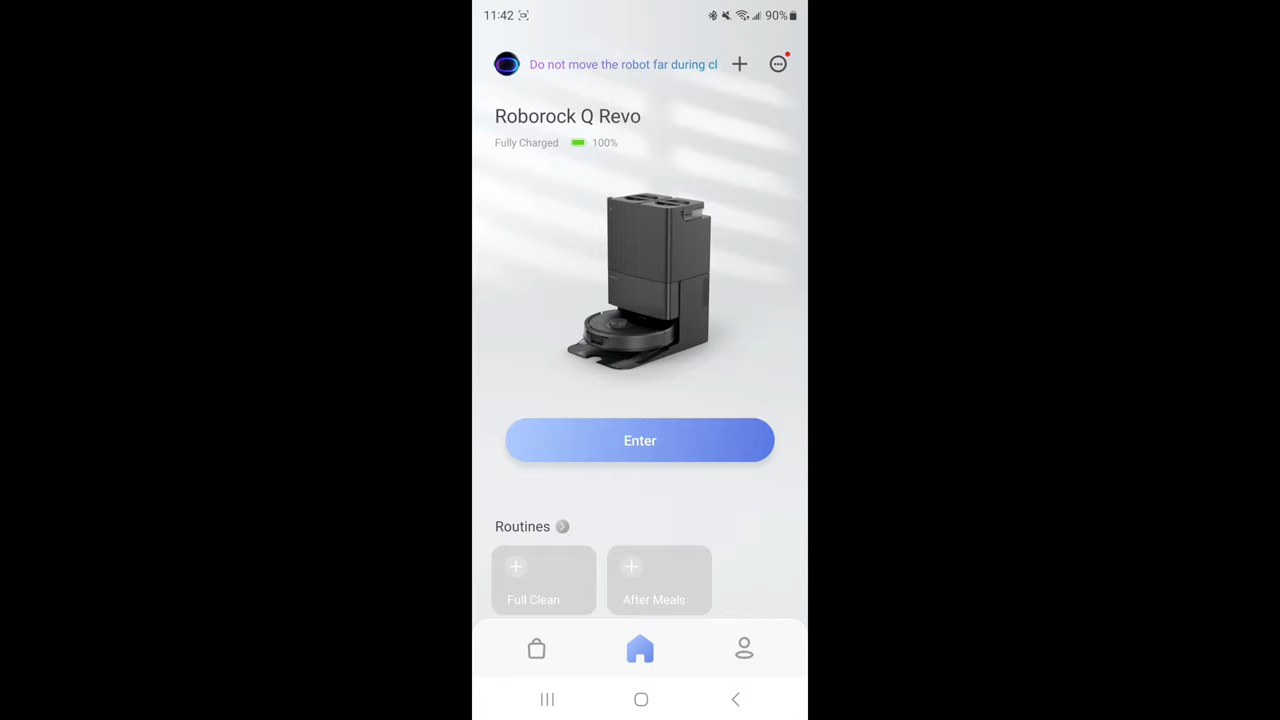 11:42
90%
Do not move the robot far during cl
Roborock Q Revo
Fully Charged 100%
Enter
Routines
Full Clean
After Meals